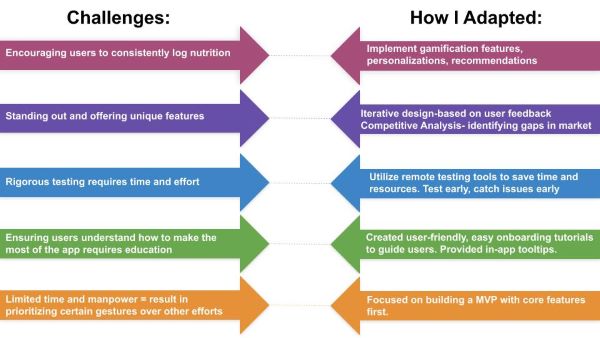 Challenges:
How I Adapted:
Encouraging users to consistently log nutrition
Implement gamification features,
personalizations, recommendations
Standing out and offering unique features
Iterative design-based on user feedback
Competitive Analysis- identifying gaps in market
Rigorous testing requires time and effort
Utilize remote testing tools to save time and
resources. Test early, catch issues early
Ensuring users understand how to make the
most of the app requires education
Created user-friendly, easy onboarding tutorials
to guide users. Provided in-app tooltips.
Limited time and manpower = result in
prioritizing certain gestures over other efforts
Focused on building a MVP with core features
first.